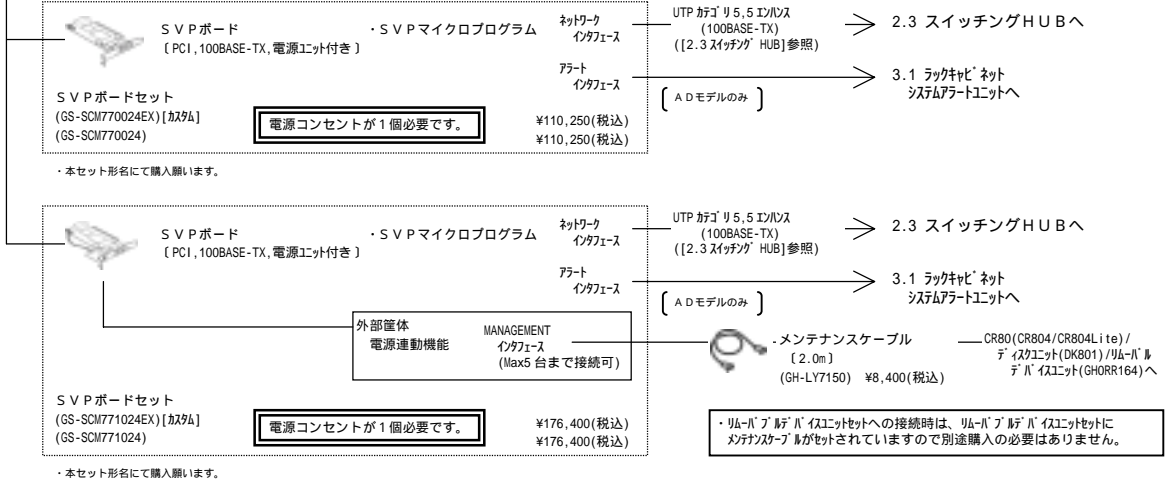 ＳＶＰボード
〔PCI,100BASE-TX,電源ﾕﾆｯﾄ付き〕
・ＳＶＰマイクロプログラム
ﾈｯﾄﾜｰｸ
ｲﾝﾀﾌｪｰｽ
UTP ｶﾃｺﾞﾘ 5,5 ｴﾝﾊﾝｽ
(100BASE-TX)
([2.3 ｽｲｯﾁﾝｸﾞ HUB]参照)
2.3 スイッチングＨＵＢへ
ｱﾗｰﾄ
ｲﾝﾀﾌｪｰｽ
〔 ＡＤモデルのみ 〕
3.1 ﾗｯｸｷｬﾋﾞﾈｯﾄ
ｼｽﾃﾑｱﾗｰﾄﾕﾆｯﾄへ
ＳＶＰボードセット
(GS-SCM770024EX)[ｶｽﾀﾑ]
(GS-SCM770024)
電源コンセントが１個必要です。
¥110,250(税込)
¥110,250(税込)
・本セット形名にて購入願います。
ＳＶＰボード
〔PCI,100BASE-TX,電源ﾕﾆｯﾄ付き〕
・ＳＶＰマイクロプログラム
ﾈｯﾄﾜｰｸ
ｲﾝﾀﾌｪｰｽ
UTP ｶﾃｺﾞﾘ 5,5 ｴﾝﾊﾝｽ
(100BASE-TX)
([2.3 ｽｲｯﾁﾝｸﾞ HUB]参照)
2.3 スイッチングＨＵＢへ
ｱﾗｰﾄ
ｲﾝﾀﾌｪｰｽ
〔 ＡＤモデルのみ 〕
3.1 ﾗｯｸｷｬﾋﾞﾈｯﾄ
ｼｽﾃﾑｱﾗｰﾄﾕﾆｯﾄへ
外部筐体
電源連動機能
MANAGEMENT
ｲﾝﾀﾌｪｰｽ
(Max5 台まで接続可)
メンテナンスケーブル
〔2.0m〕
(GH-LY7150) ¥8,400(税込)
CR80(CR804/CR804Lite)/
ﾃﾞｨｽｸﾕﾆｯﾄ(DK801)/ﾘﾑｰﾊﾞﾙ
ﾃﾞﾊﾞｲｽﾕﾆｯﾄ(GHORR164)へ
ＳＶＰボードセット
(GS-SCM771024EX)[ｶｽﾀﾑ]
(GS-SCM771024)
電源コンセントが１個必要です。
¥176,400(税込)
¥176,400(税込)
・ﾘﾑｰﾊﾞﾌﾞﾙﾃﾞﾊﾞｲｽﾕﾆｯﾄｾｯﾄへの接続時は、ﾘﾑｰﾊﾞﾌﾞﾙﾃﾞﾊﾞｲｽﾕﾆｯﾄｾｯﾄに
ﾒﾝﾃﾅﾝｽｹｰﾌﾞﾙがｾｯﾄされていますので別途購入の必要はありません。
・本セット形名にて購入願います。